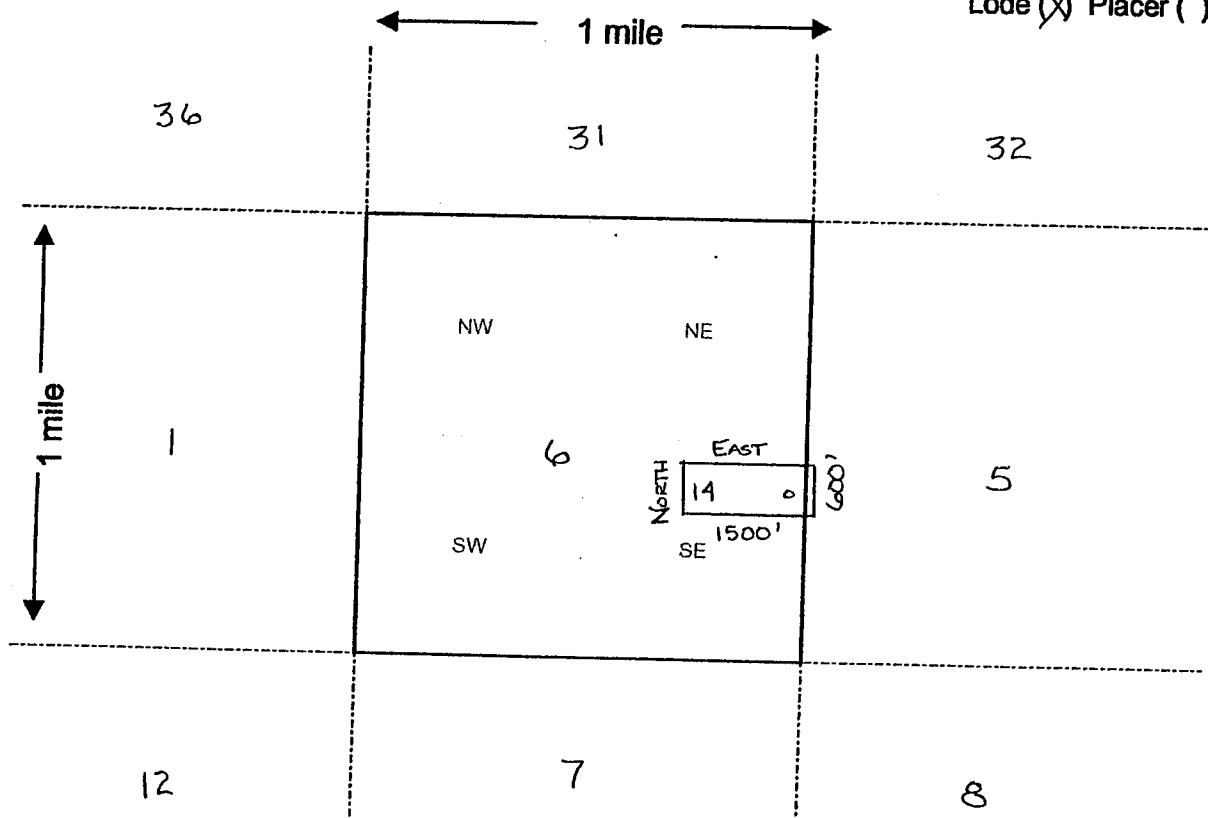 Lode (X) Placer ( )
1 mile
36 31 32
1 mile
NW NE
1 6 5
EAST
NORTH 14 o 600'
1500'
SW SE
12 7 8